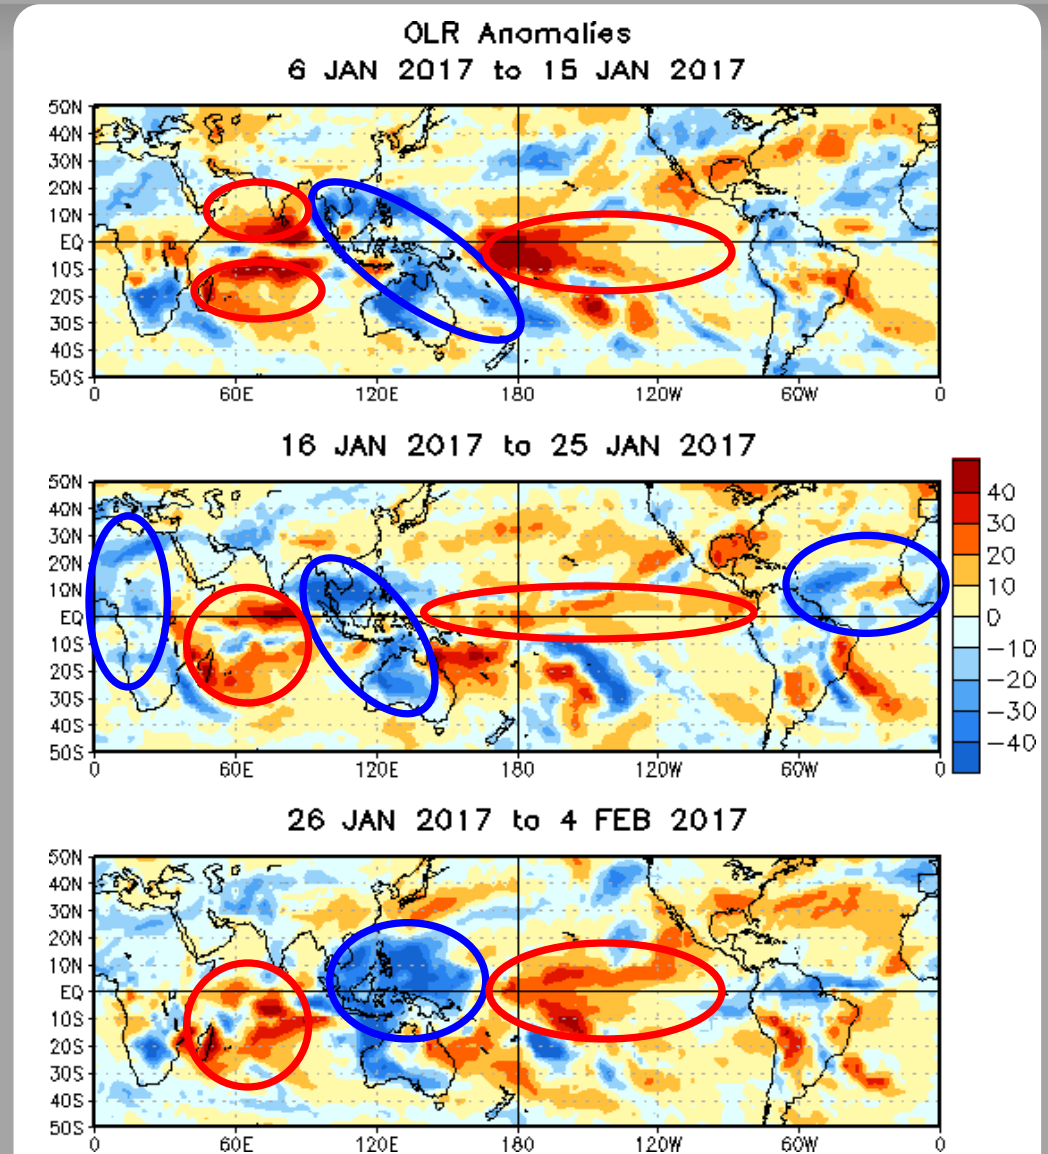 OLR Anomalies
6 JAN 2017 to 15 JAN 2017
50N
40N
30N
20N
10N
EQ
10S
20S
30S
40S
50S
0 60E 120E 180 120W 60W 0
16 JAN 2017 to 25 JAN 2017
50N
40N
30N
20N
10N
EQ
10S
20S
30S
40S
50S
0 60E 120E 180 120W 60W 0
40
30
20
10
0
−10
−20
−30
−40
26 JAN 2017 to 4 FEB 2017
50N
40N
30N
20N
10N
EQ
10S
20S
30S
40S
50S
0 60E 120E 180 120W 60W 0